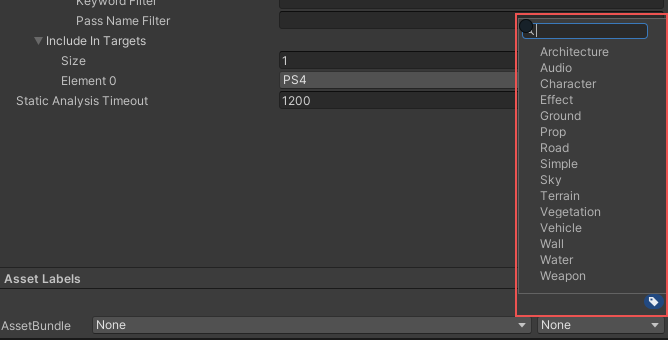 Keyword Filter
Pass Name Filter
Include In Targets
Size 1
Element 0 PS4
Static Analysis Timeout 1200
Architecture
Audio
Character
Effect
Ground
Prop
Road
Simple
Sky
Terrain
Vegetation
Vehicle
Wall
Water
Weapon
Asset Labels
AssetBundle None None